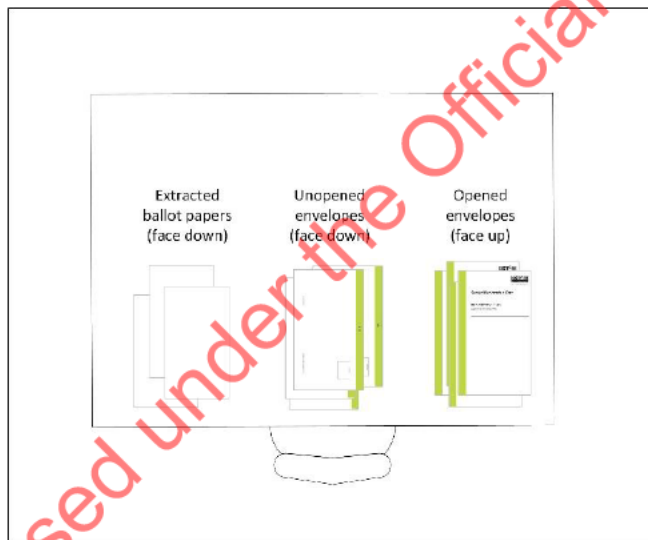 Extracted
ballot papers
(face down)
Unopened
envelopes
(face down)
Opened
envelopes
(face up)
sed under the Official